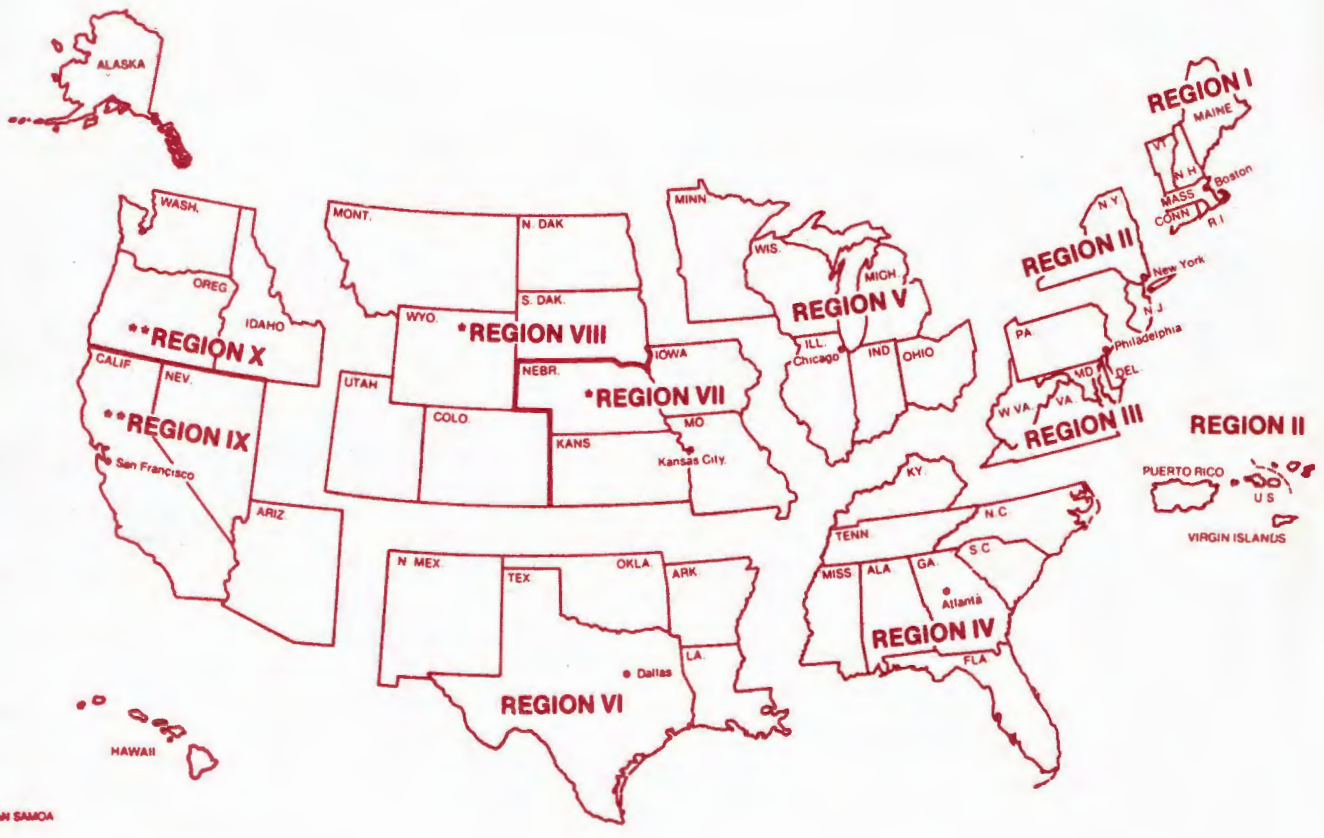 ALASKA
REGION I
MAINE
VT
N H
MASS
Boston
CONN
R.I
WASH.
MONT.
N. DAK
MINN.
N.Y
WIS.
REGION II
MICH.
New York
OREG
S. DAK.
REGION V
N.J.
IDAHO
WYO.
*REGION VIII
**REGION X
PA.
Philadelphia
ILL.
Chicago
IND
OHIO
IOWA
CALIF
NEV.
UTAH
NEBR.
MD
DEL.
*REGION VII
W VA.
VA.
**REGION IX
COLO.
MO
REGION III
REGION II
KANS
Kansas City.
San Francisco
KY.
PUERTO RICO
U S
VIRGIN ISLANDS
ARIZ.
N.C.
TENN.
S.C.
N MEX.
TEX
OKLA.
ARK.
MISS
ALA
GA.
Atlanta
REGION IV
LA.
FLA
Dallas
REGION VI
HAWAII
SAMOA